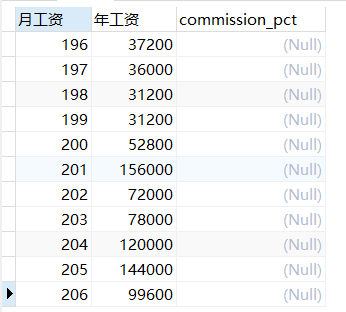 月工资 年工资 commission_pct
196 37200 (Null)
197 36000 (Null)
198 31200 (Null)
199 31200 (Null)
200 52800 (Null)
201 156000 (Null)
202 72000 (Null)
203 78000 (Null)
204 120000 (Null)
205 144000 (Null)
206 99600 (Null)